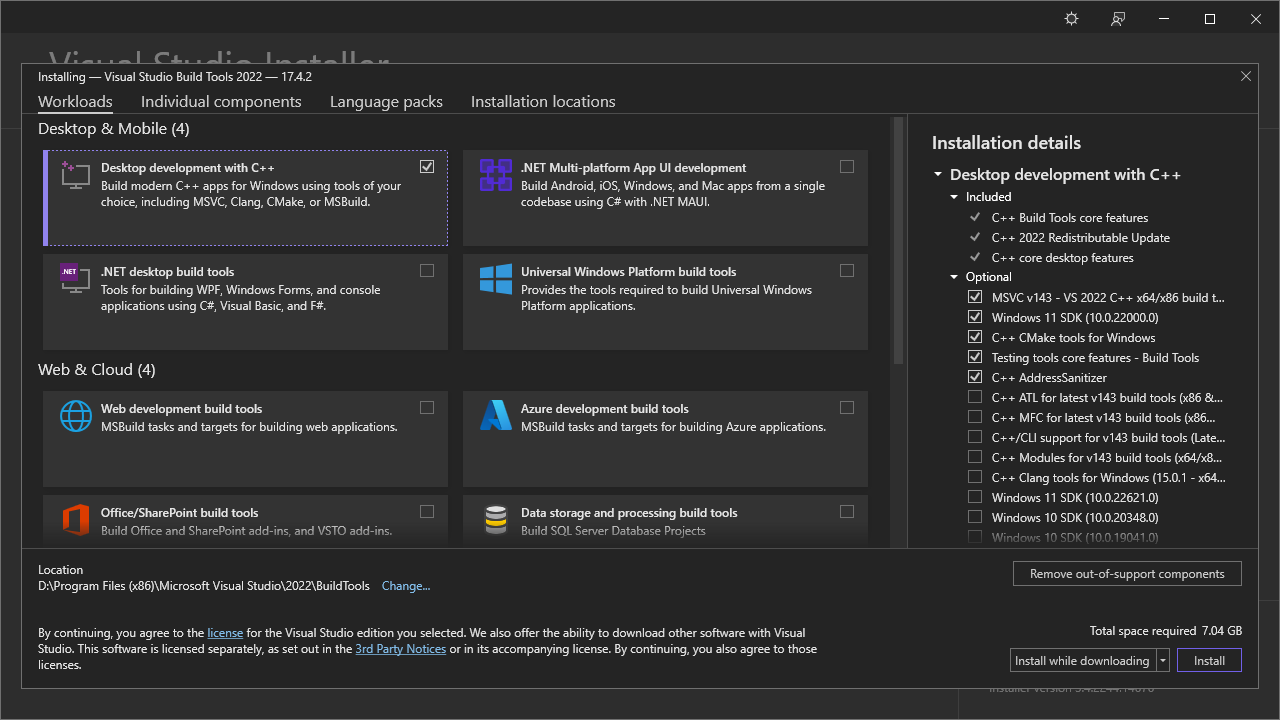 Visual Studio Installer
Installing — Visual Studio Build Tools 2022 — 17.4.2
Workloads
Individual components
Language packs
Installation locations
Desktop & Mobile (4)
Desktop development with C++
Build modern C++ apps for Windows using tools of your
choice, including MSVC, Clang, CMake, or MSBuild.
.NET Multi-platform App UI development
Build Android, iOS, Windows, and Mac apps from a single
codebase using C# with .NET MAUI.
.NET
.NET desktop build tools
Tools for building WPF, Windows Forms, and console
applications using C#, Visual Basic, and F#.
Universal Windows Platform build tools
Provides the tools required to build Universal Windows
Platform applications.
Web & Cloud (4)
Web development build tools
MSBuild tasks and targets for building web applications.
Azure development build tools
MSBuild tasks and targets for building Azure applications.
Office/SharePoint build tools
Build Office and SharePoint add-ins, and VSTO add-ins.
Data storage and processing build tools
Build SQL Server Database Projects
Installation details
Desktop development with C++
Included
C++ Build Tools core features
C++ 2022 Redistributable Update
C++ core desktop features
Optional
MSVC v143 - VS 2022 C++ x64/x86 build t...
Windows 11 SDK (10.0.22000.0)
C++ CMake tools for Windows
Testing tools core features - Build Tools
C++ AddressSanitizer
C++ ATL for latest v143 build tools (x86 &...
C++ MFC for latest v143 build tools (x86...
C++/CLI support for v143 build tools (Late...
C++ Modules for v143 build tools (x64/x8...
C++ Clang tools for Windows (15.0.1 - x64...
Windows 11 SDK (10.0.22621.0)
Windows 10 SDK (10.0.20348.0)
Windows 10 SDK (10.0.19041.0)
Location
D:\Program Files (x86)\Microsoft Visual Studio\2022\BuildTools Change...
Remove out-of-support components
By continuing, you agree to the license for the Visual Studio edition you selected. We also offer the ability to download other software with Visual
Studio. This software is licensed separately, as set out in the 3rd Party Notices or in its accompanying license. By continuing, you also agree to those
licenses.
Total space required 7.04 GB
Install while downloading
Install